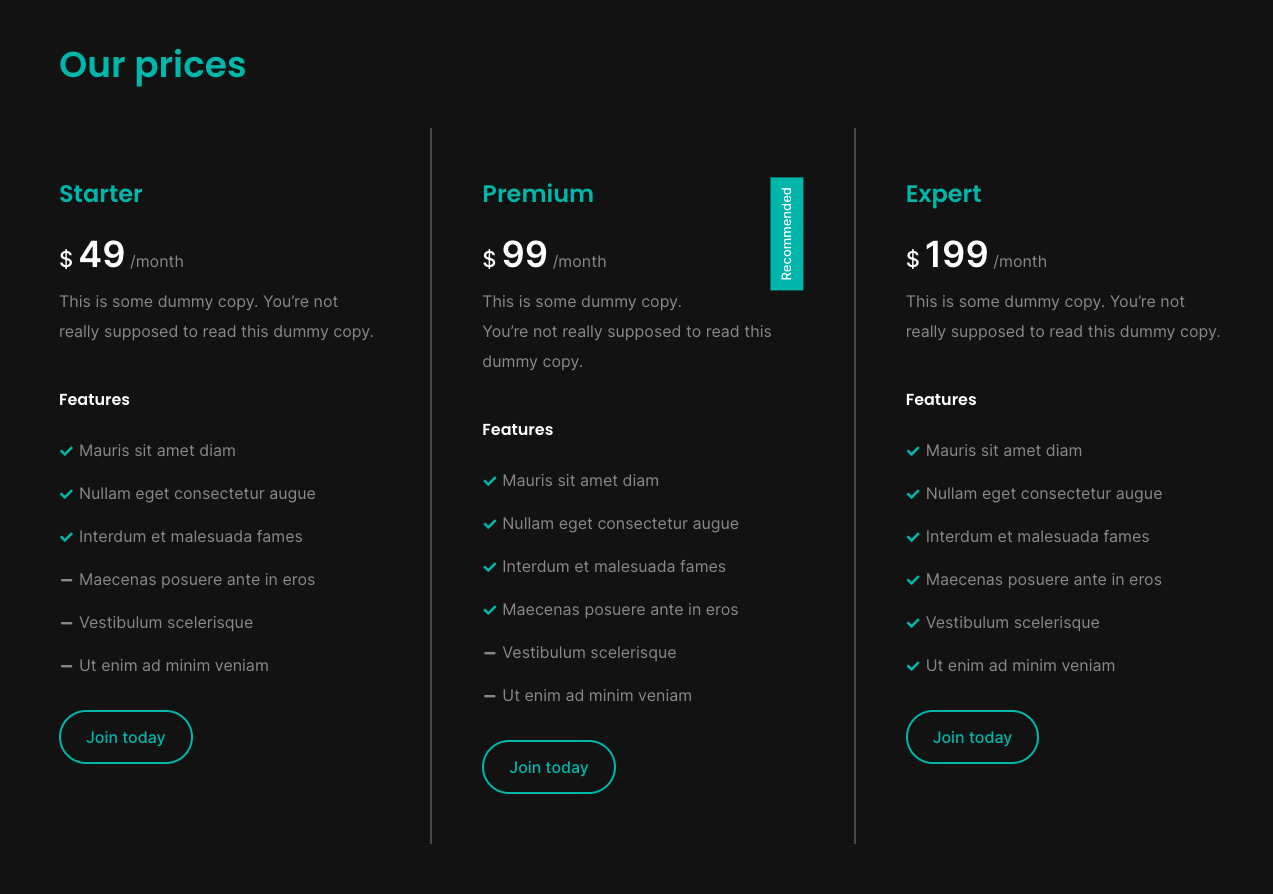 Our prices
Starter
$ 49 /month
This is some dummy copy. You’re not
really supposed to read this dummy copy.
Features
Mauris sit amet diam
Nullam eget consectetur augue
Interdum et malesuada fames
Maecenas posuere ante in eros
Vestibulum scelerisque
Ut enim ad minim veniam
Join today
Premium
Recommended
$ 99 /month
This is some dummy copy.
You’re not really supposed to read this
dummy copy.
Features
Mauris sit amet diam
Nullam eget consectetur augue
Interdum et malesuada fames
Maecenas posuere ante in eros
Vestibulum scelerisque
Ut enim ad minim veniam
Join today
Expert
$ 199 /month
This is some dummy copy. You’re not
really supposed to read this dummy copy.
Features
Mauris sit amet diam
Nullam eget consectetur augue
Interdum et malesuada fames
Maecenas posuere ante in eros
Vestibulum scelerisque
Ut enim ad minim veniam
Join today